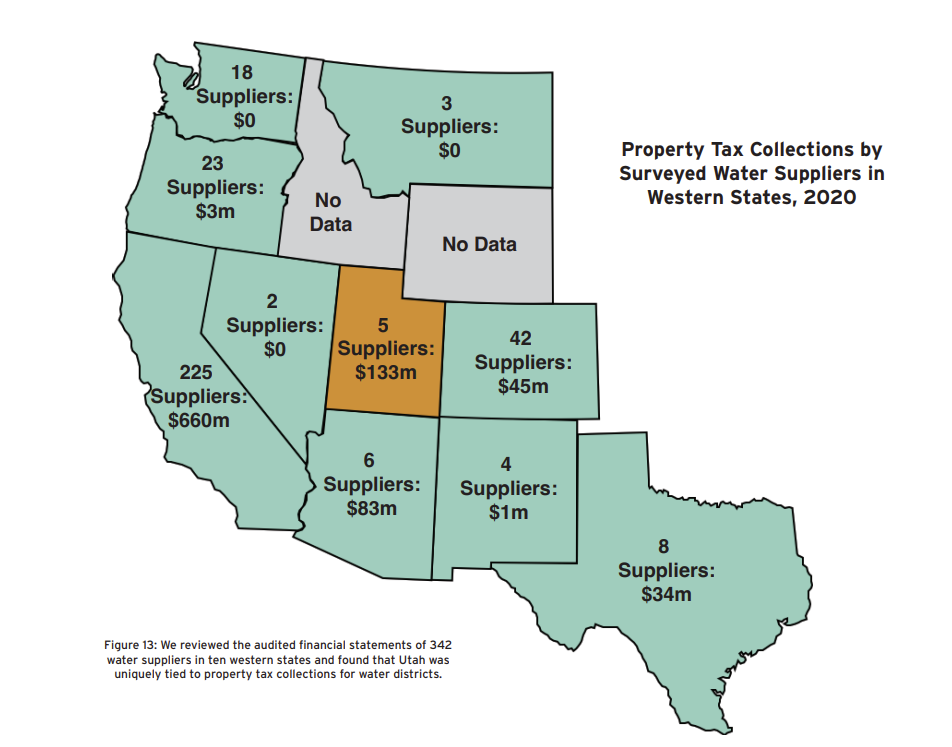 Property Tax Collections by
Surveyed Water Suppliers in
Western States, 2020
18
Suppliers:
$0
3
Suppliers:
$0
23
Suppliers:
$3m
No
Data
No Data
2
Suppliers:
$0
5
Suppliers:
$133m
42
Suppliers:
$45m
225
Suppliers:
$660m
6
Suppliers:
$83m
4
Suppliers:
$1m
8
Suppliers:
$34m
Figure 13: We reviewed the audited financial statements of 342
water suppliers in ten western states and found that Utah was
uniquely tied to property tax collections for water districts.